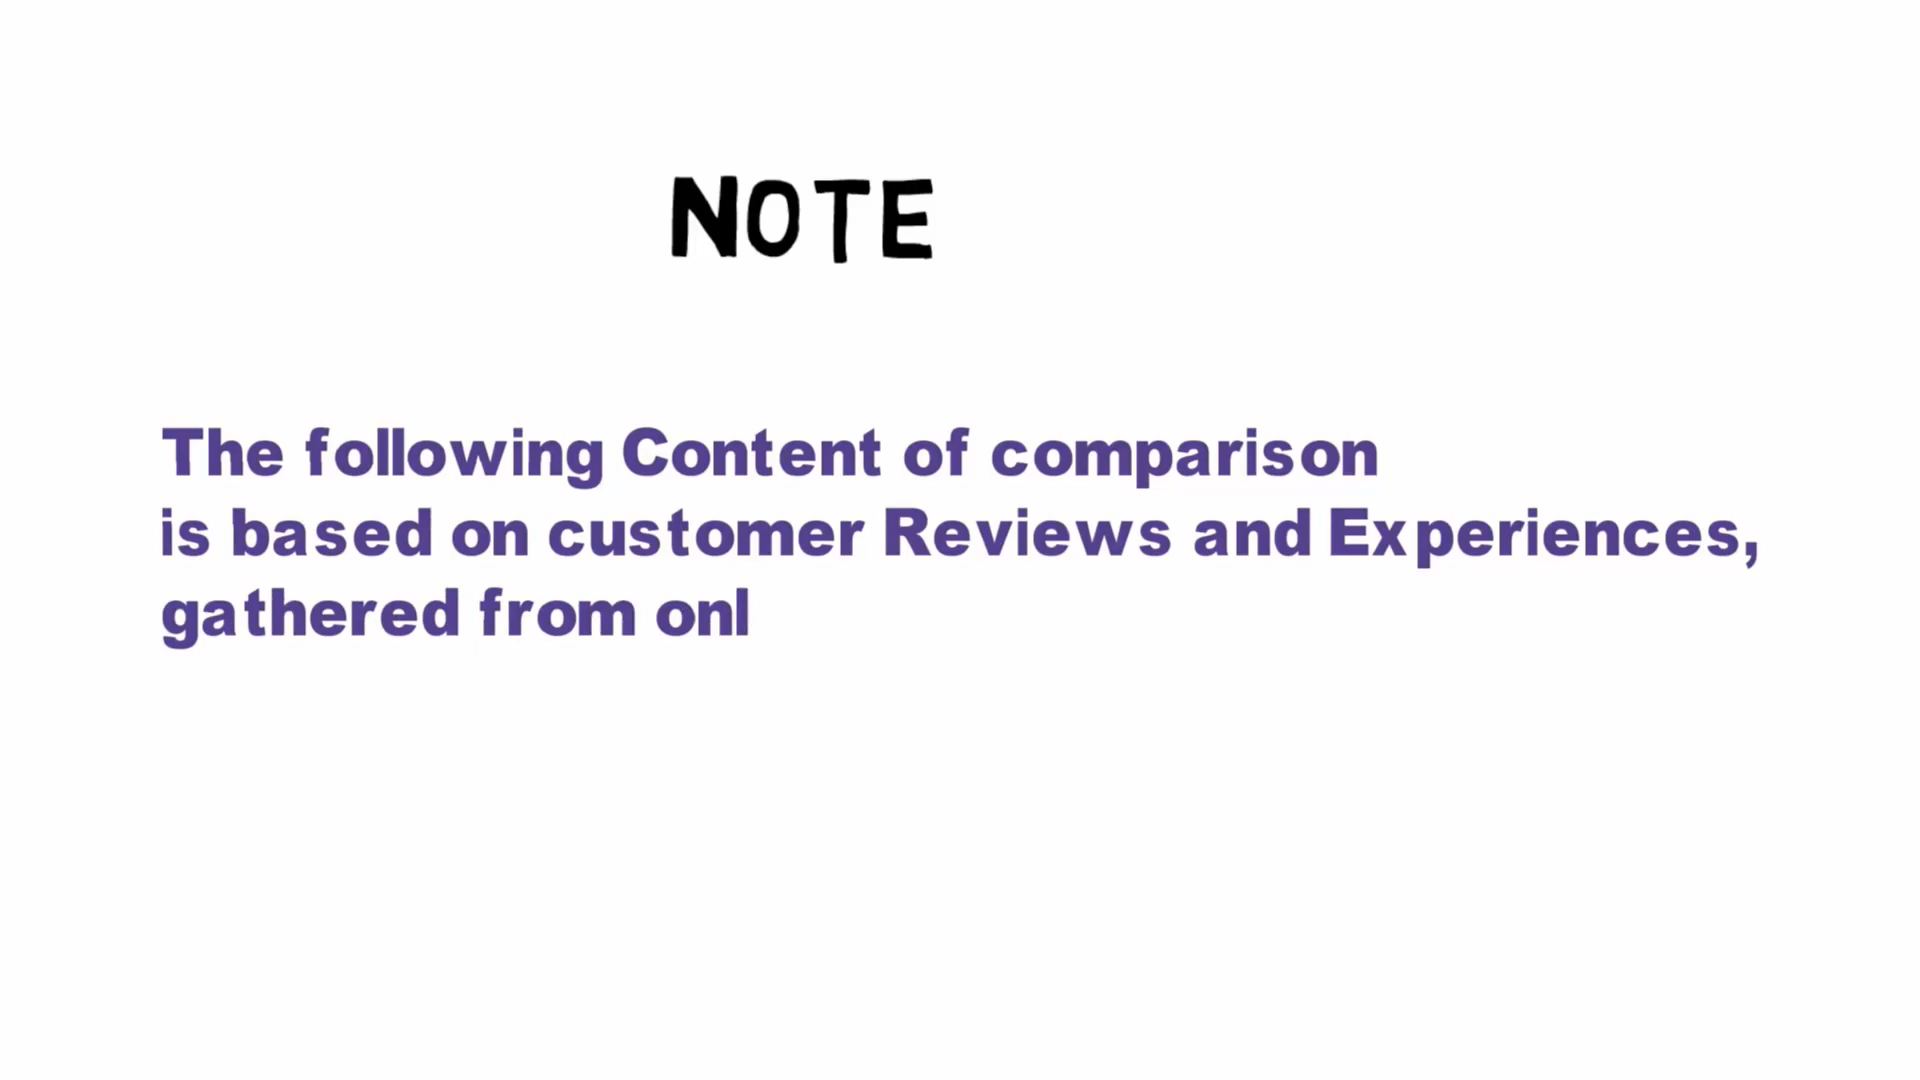 NOTE
The following Content of comparison
is based on customer Reviews and Experiences,
gathered from onl